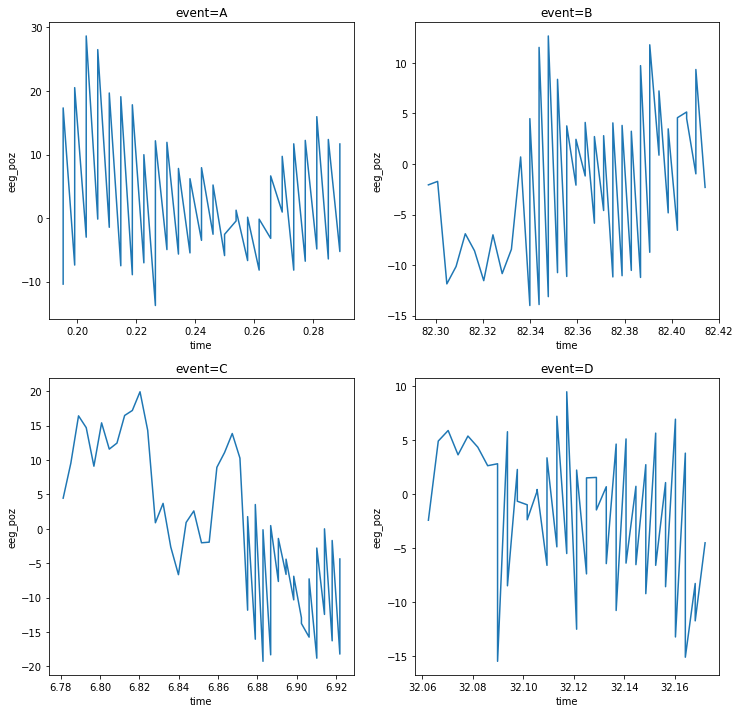 event=A
30
20
10
0
−10
eeg_poz
0.20 0.22 0.24 0.26 0.28
time
event=B
10
5
0
−5
−10
−15
eeg_poz
82.30 82.32 82.34 82.36 82.38 82.40 82.42
time
event=C
20
15
10
5
0
−5
−10
−15
−20
eeg_poz
6.78 6.80 6.82 6.84 6.86 6.88 6.90 6.92
time
event=D
10
5
0
−5
−10
−15
eeg_poz
32.06 32.08 32.10 32.12 32.14 32.16
time